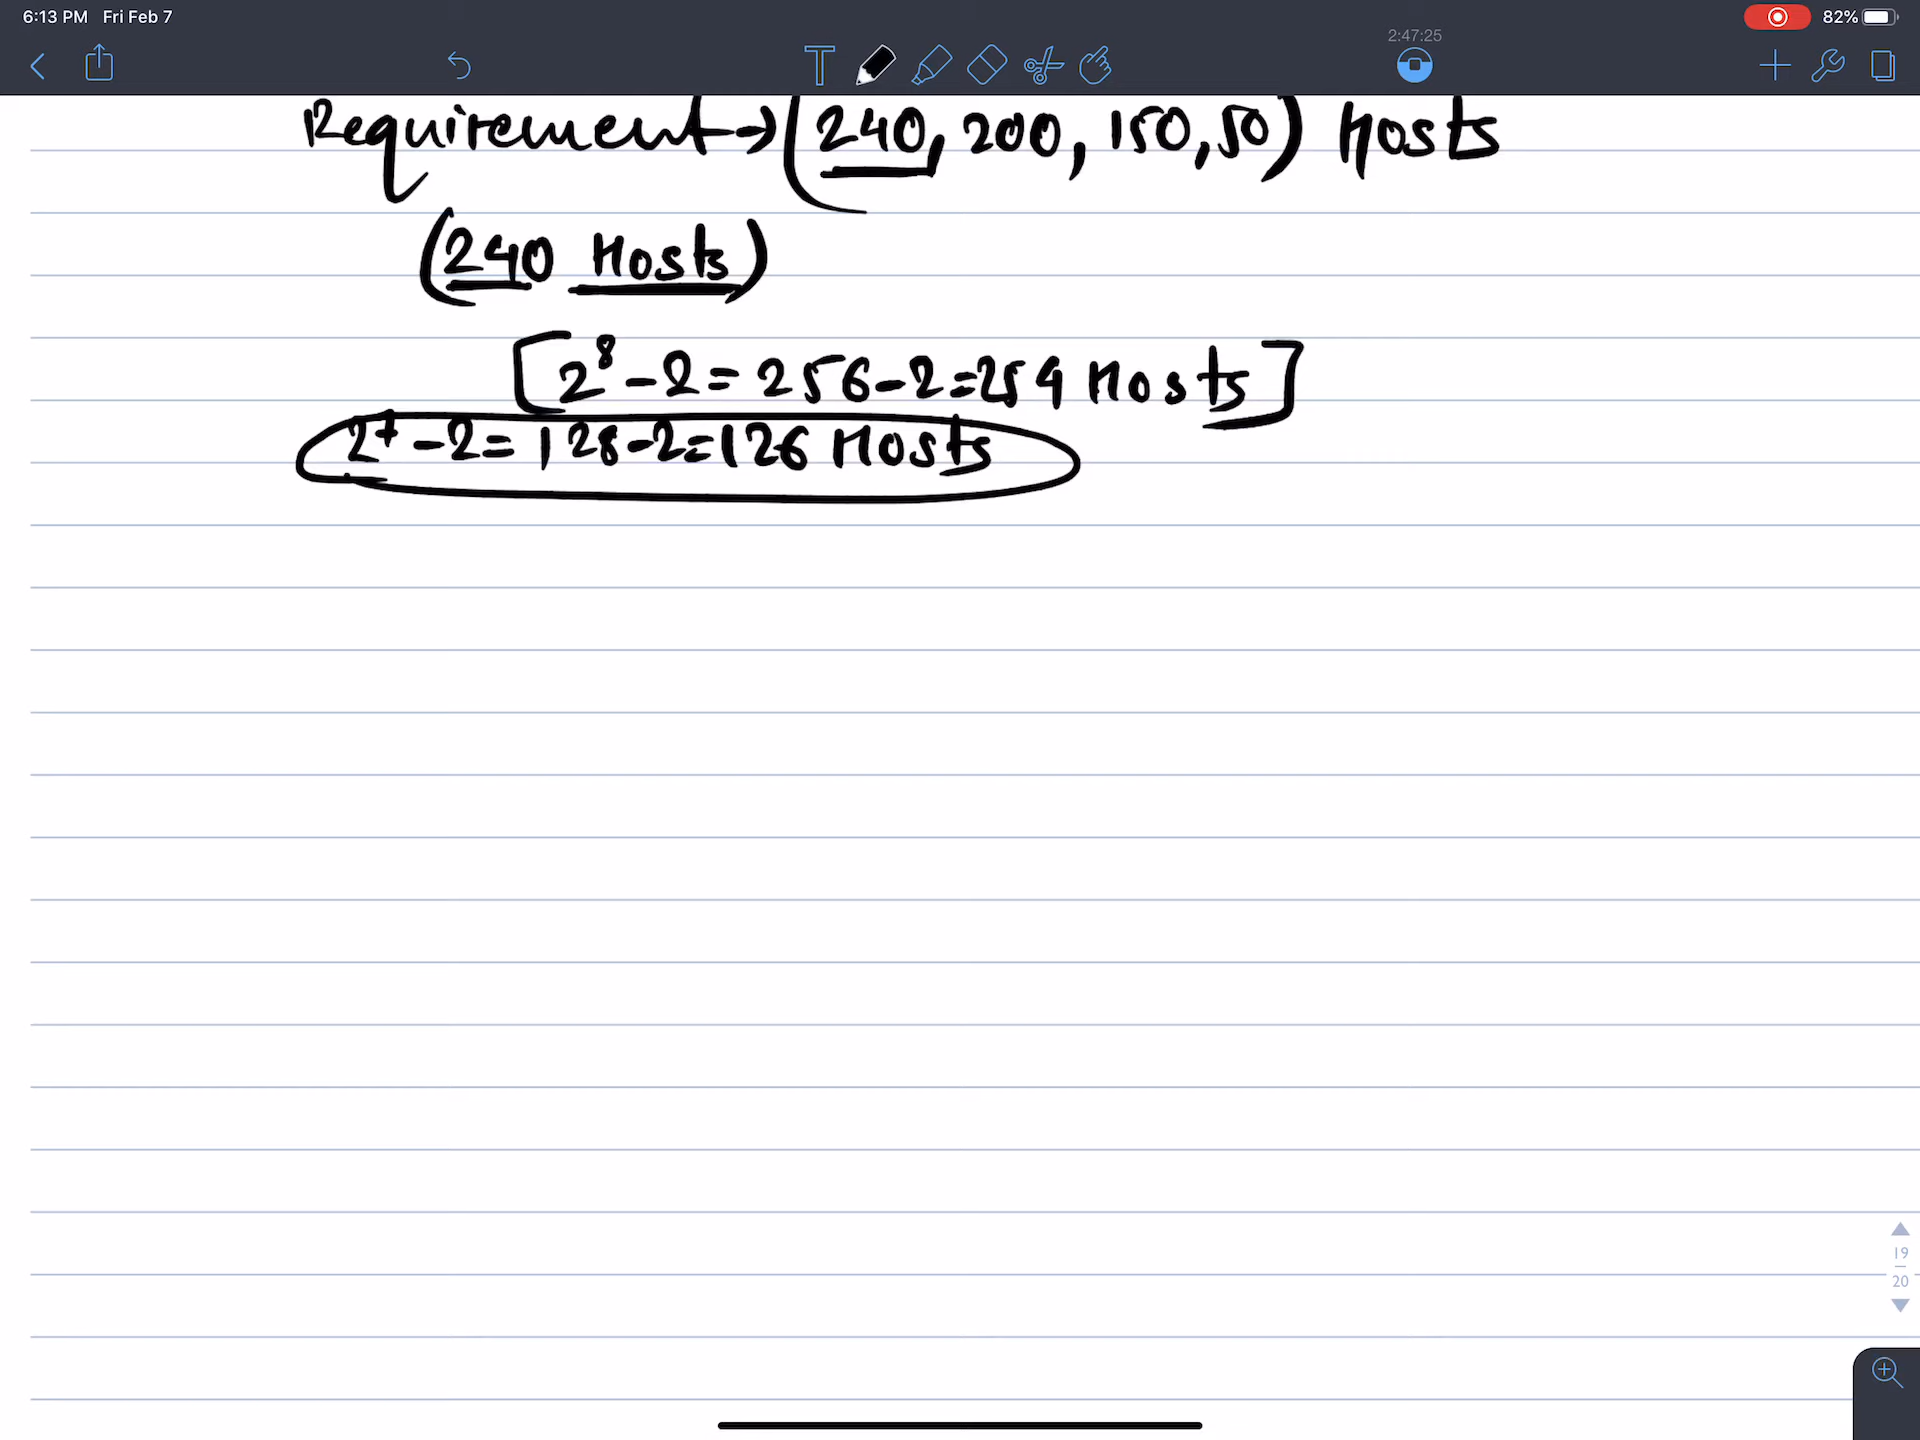 6:13 PM Fri Feb 7 82%
2:47:25
Requirement → (240, 200, 150, 50) Hosts
(240 Hosts)
[2⁸ - 2 = 256 - 2 = 254 Hosts]
2⁷ - 2 = 128 - 2 = 126 Hosts
19
20